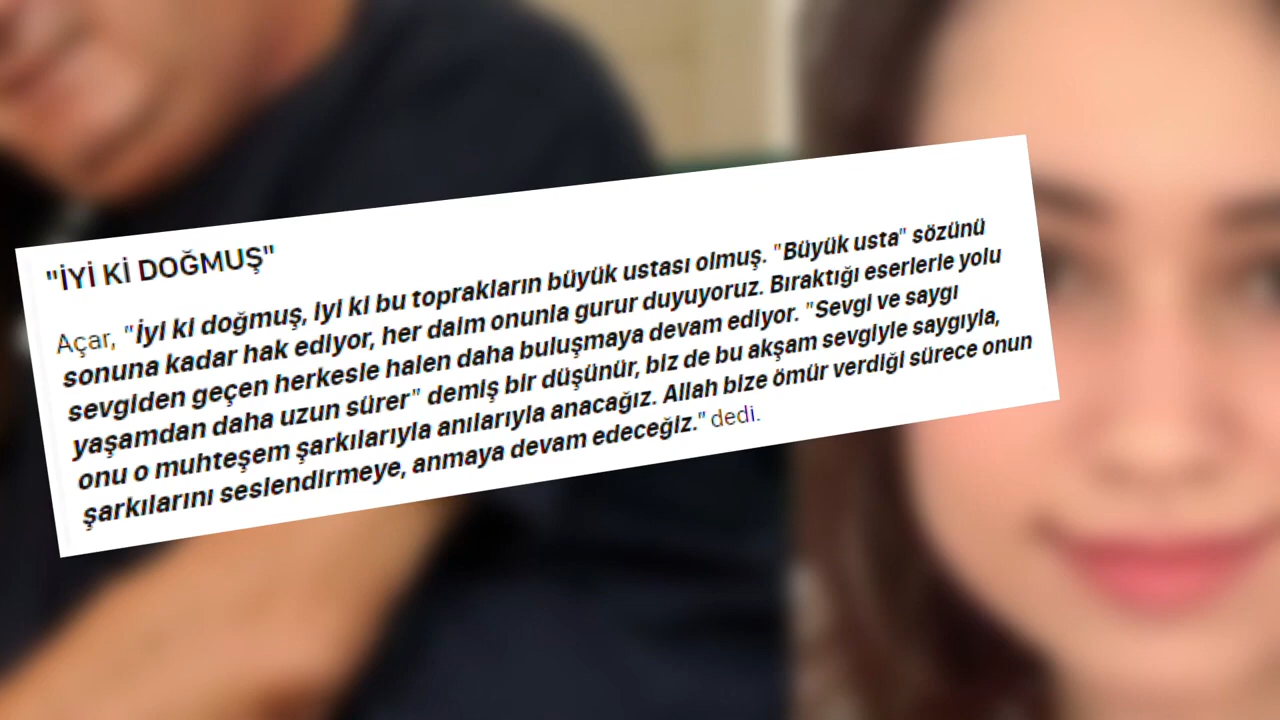 "İYİ Kİ DOĞMUŞ"
Açar, "İyi ki doğmuş, iyi ki bu toprakların büyük ustası olmuş. "Büyük usta" sözünü
sonuna kadar hak ediyor, her daim onunla gurur duyuyoruz. Bıraktığı eserlerle yolu
sevgiden geçen herkesle halen daha buluşmaya devam ediyor. "Sevgi ve saygı
yaşamdan daha uzun sürer" demiş bir düşünür, biz de bu akşam sevgiyle saygıyla,
onu o muhteşem şarkılarıyla anılarıyla anacağız. Allah bize ömür verdiği sürece onun
şarkılarını seslendirmeye, anmaya devam edeceğiz." dedi.